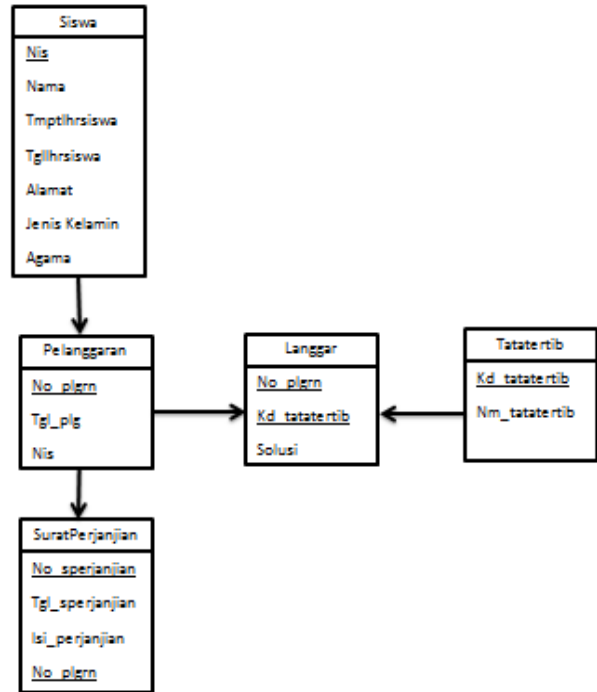 Siswa
Nis
Nama
Tmptlhrsiswa
Tgllhrsiswa
Alamat
Jenis Kelamin
Agama
Pelanggaran
No_plgrn
Tgl_plg
Nis
Langgar
No_plgrn
Kd_tatatertib
Solusi
Tatatertib
Kd_tatatertib
Nm_tatatertib
SuratPerjanjian
No_sperjanjian
Tgl_sperjanjian
Isi_perjanjian
No_plgrn